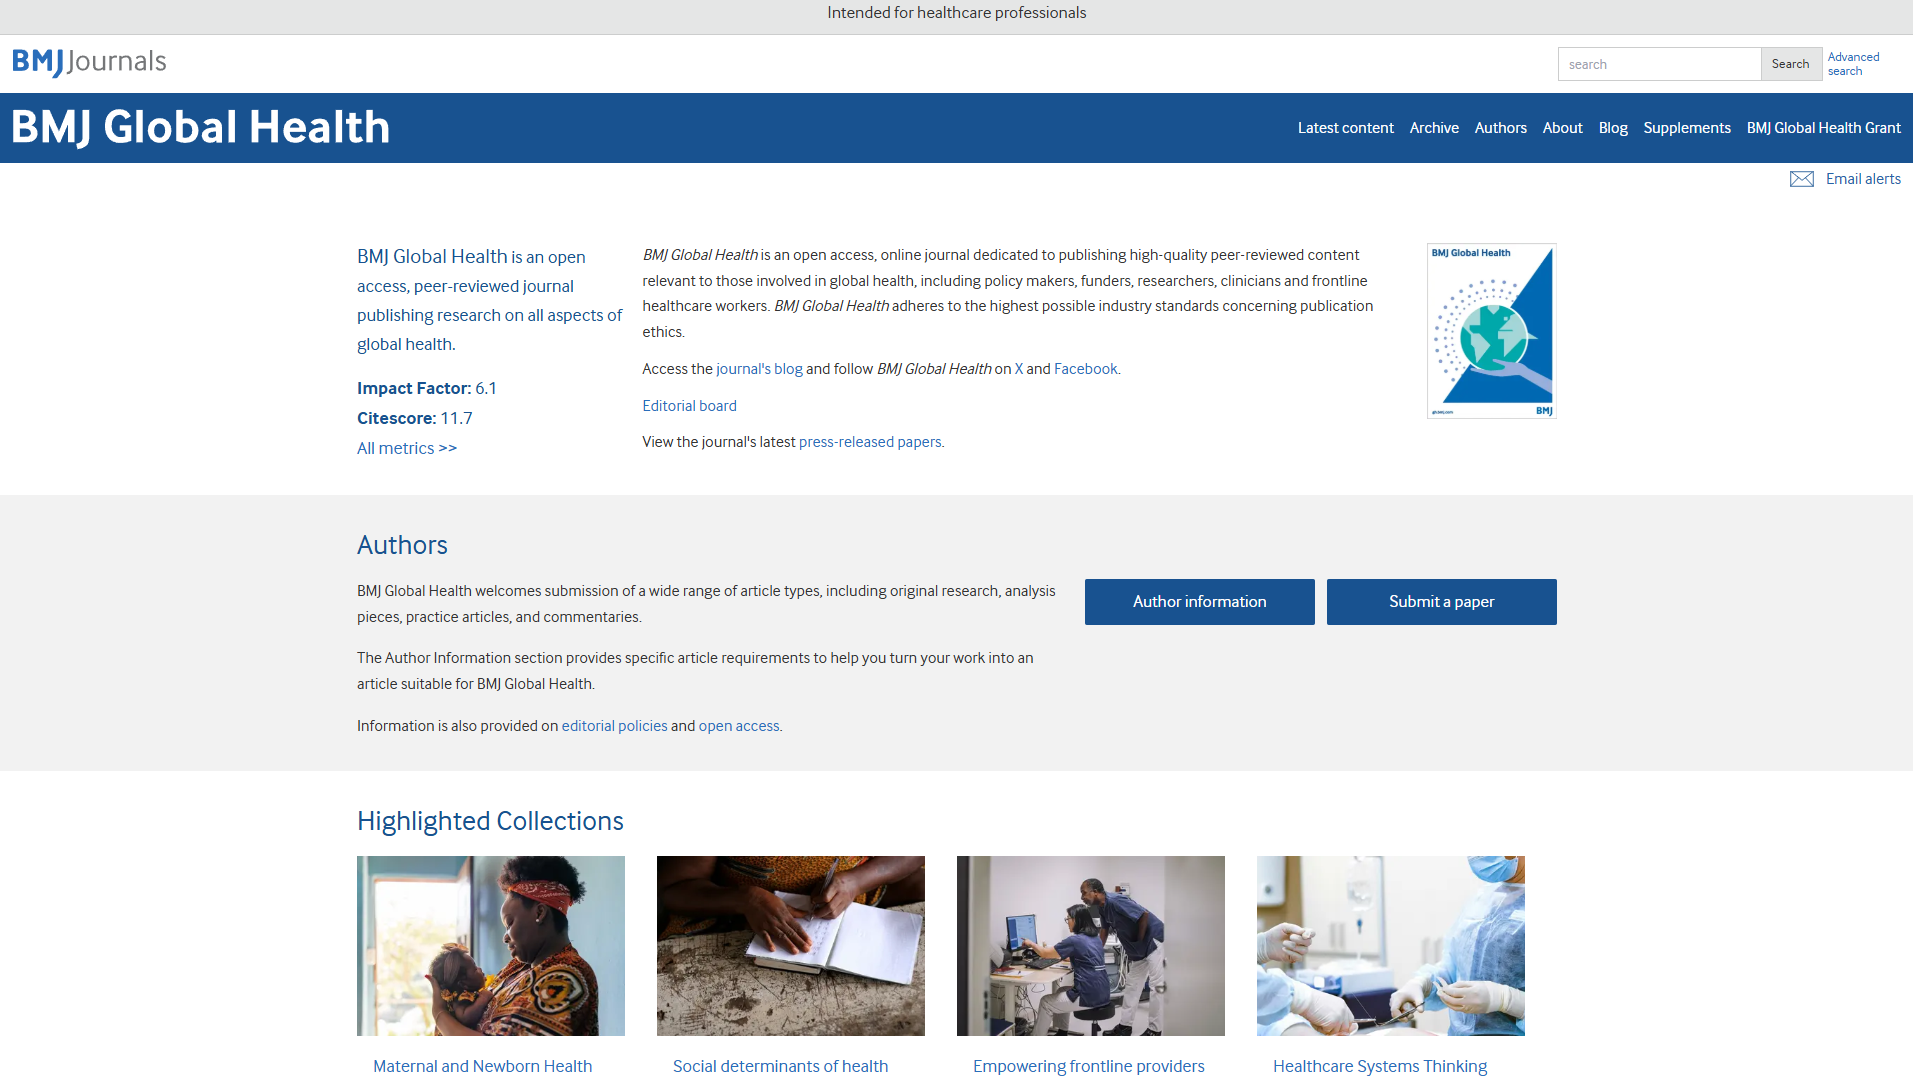 Intended for healthcare professionals
BMJ Journals
search
Search
Advanced
search
BMJ Global Health
Latest content
Archive
Authors
About
Blog
Supplements
BMJ Global Health Grant
Email alerts
BMJ Global Health is an open
access, peer-reviewed journal
publishing research on all aspects of
global health.
Impact Factor: 6.1
Citescore: 11.7
All metrics >>
BMJ Global Health is an open access, online journal dedicated to publishing high-quality peer-reviewed content
relevant to those involved in global health, including policy makers, funders, researchers, clinicians and frontline
healthcare workers. BMJ Global Health adheres to the highest possible industry standards concerning publication
ethics.
Access the journal's blog and follow BMJ Global Health on X and Facebook.
Editorial board
View the journal's latest press-released papers.
BMJ Global Health
gh.bmj.com
BMJ
Authors
BMJ Global Health welcomes submission of a wide range of article types, including original research, analysis
pieces, practice articles, and commentaries.
The Author Information section provides specific article requirements to help you turn your work into an
article suitable for BMJ Global Health.
Information is also provided on editorial policies and open access.
Author information
Submit a paper
Highlighted Collections
Maternal and Newborn Health
Social determinants of health
Empowering frontline providers
Healthcare Systems Thinking